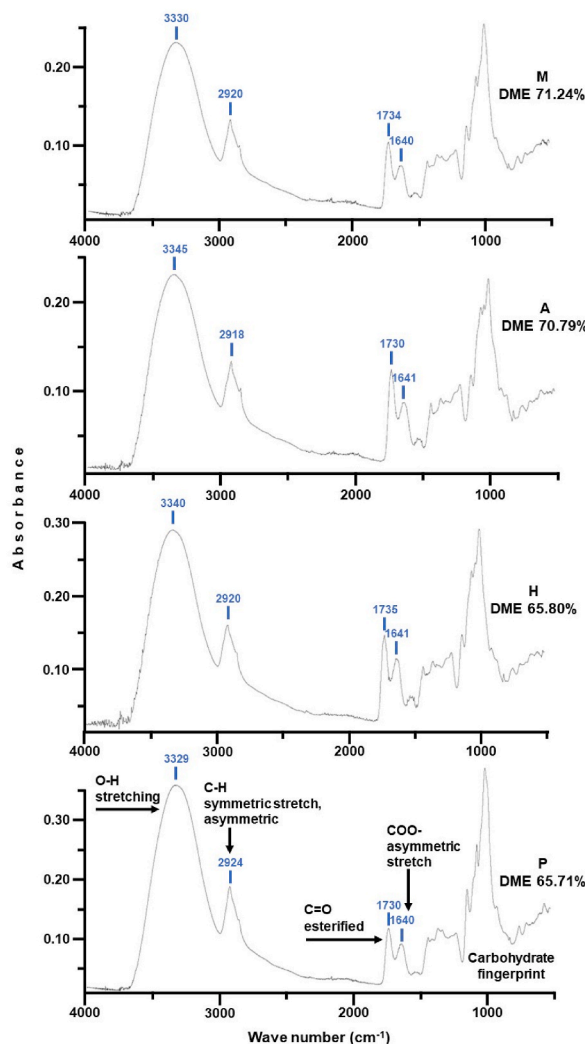 3330
2920
1734
1640
M
DME 71.24%
0.20
0.10
4000 3000 2000 1000
3345
2918
1730
1641
A
DME 70.79%
0.20
0.10
4000 3000 2000 1000
3340
2920
1735
1641
H
DME 65.80%
0.30
0.20
0.10
4000 3000 2000 1000
3329
O-H
stretching
C-H
symmetric stretch,
asymmetric
2924
COO-
asymmetric
stretch
C=O
esterified
1730
1640
P
DME 65.71%
Carbohydrate
fingerprint
0.30
0.20
0.10
4000 3000 2000 1000
Absorbance
Wave number (cm-1)